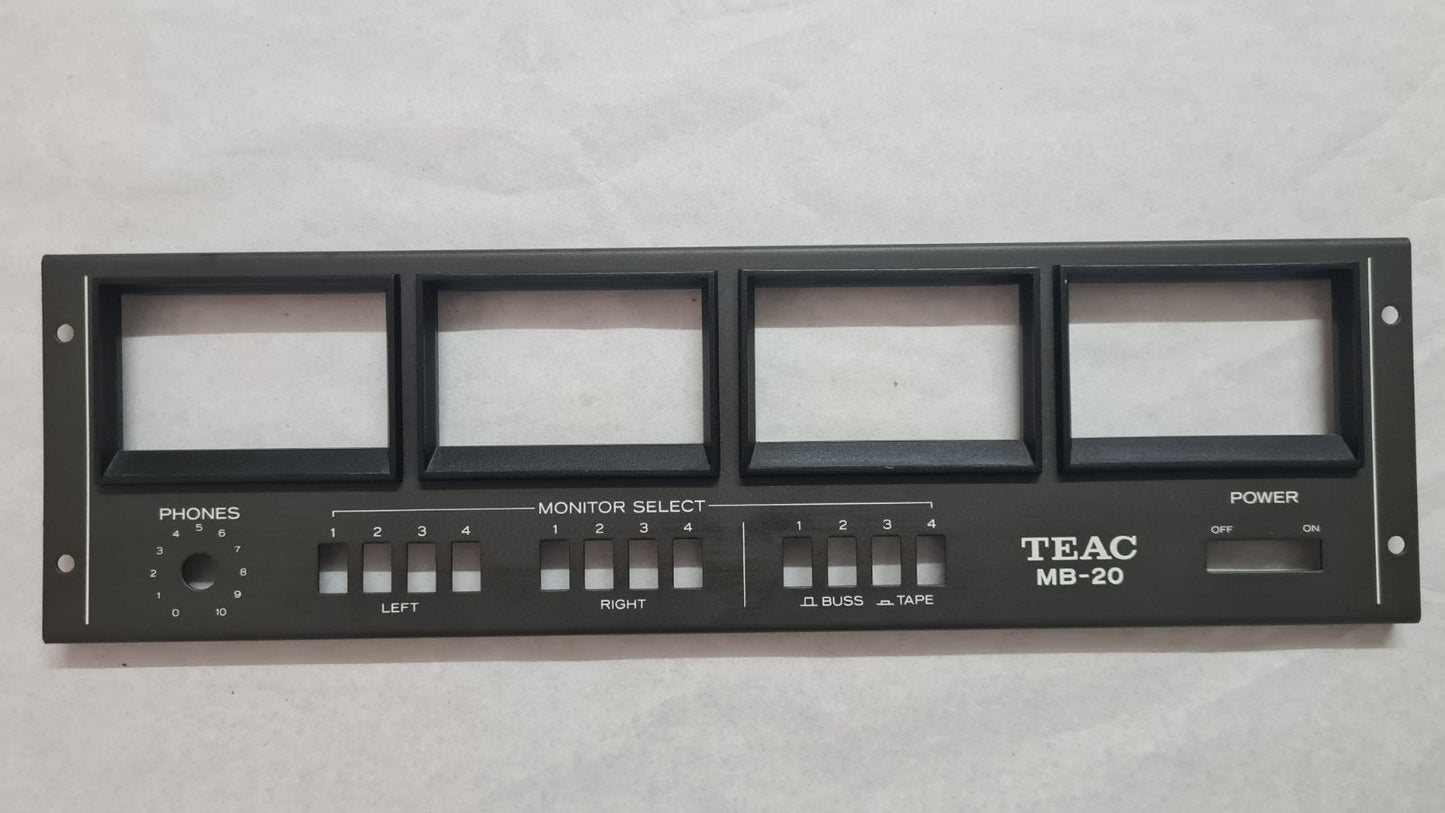 PHONES
0 1 2 3 4 5 6 7 8 9 10
MONITOR SELECT
1 2 3 4
LEFT
1 2 3 4
RIGHT
1 2 3 4
BUSS TAPE
TEAC
MB-20
POWER
OFF ON